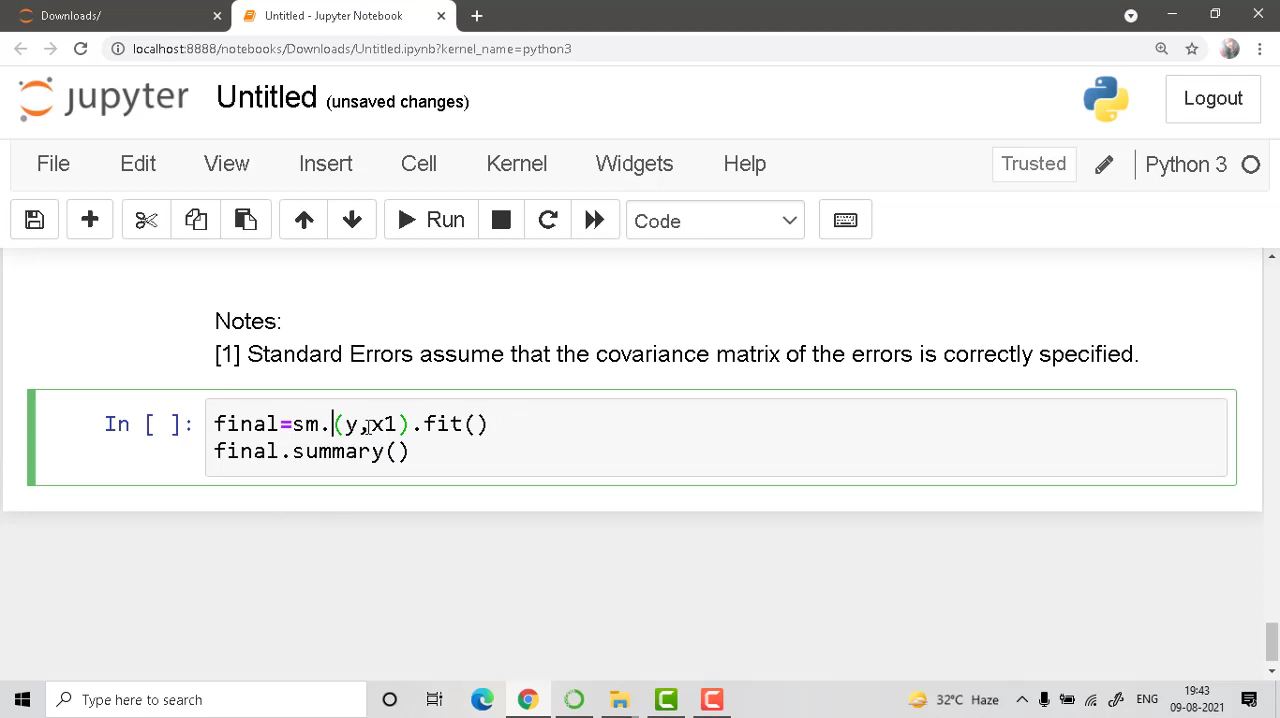 Downloads/
Untitled - Jupyter Notebook
localhost:8888/notebooks/Downloads/Untitled.ipynb?kernel_name=python3
jupyter Untitled (unsaved changes)
Logout
File Edit View Insert Cell Kernel Widgets Help
Trusted
Python 3
Run
Code
Notes:
[1] Standard Errors assume that the covariance matrix of the errors is correctly specified.
In [ ]:
final=sm.(y,x1).fit()
final.summary()
Type here to search
32°C Haze
ENG
09:43
09-08-2021